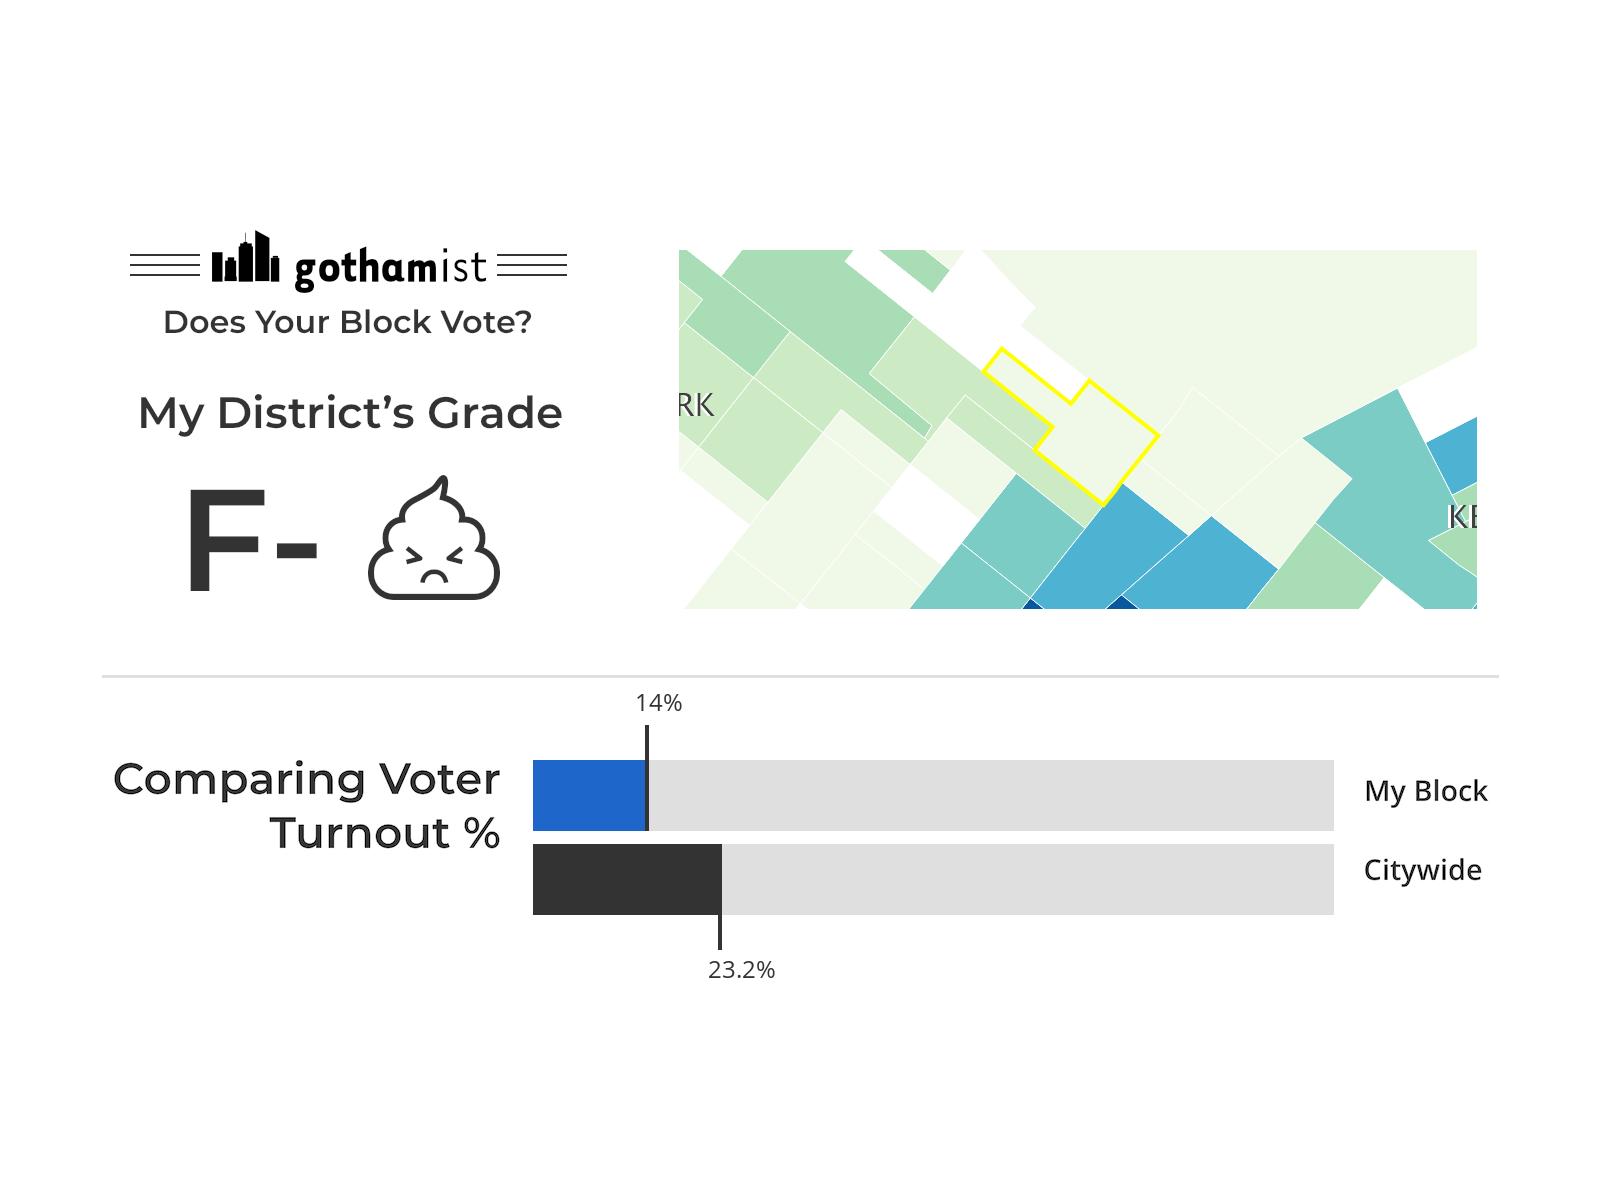 gothamist
Does Your Block Vote?
My District's Grade
F-
RK
KE
14%
Comparing Voter
Turnout %
My Block
Citywide
23.2%